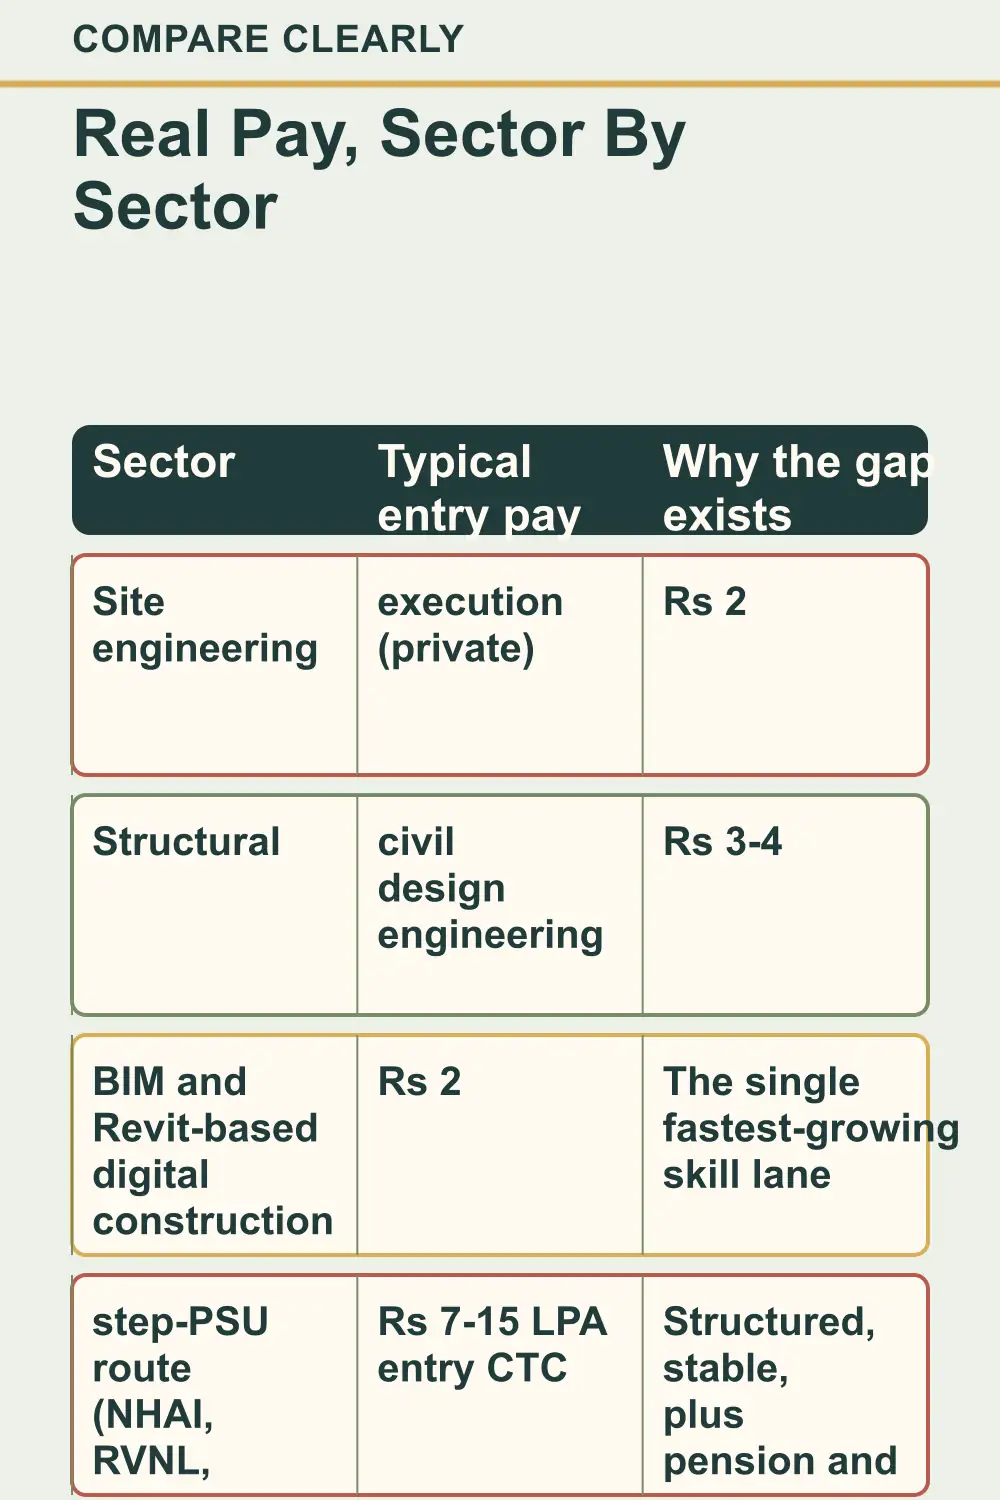 COMPARE CLEARLY
Real Pay, Sector By
Sector
Sector
Typical
entry pay
Why the gap
exists
Site
engineering
execution
(private)
Rs 2
Structural
civil
design
engineering
Rs 3-4
BIM and
Revit-based
digital
construction
Rs 2
The single
fastest-growing
skill lane
step-PSU
route
(NHAI,
RVNL,
Rs 7-15 LPA
entry CTC
Structured,
stable,
plus
pension and